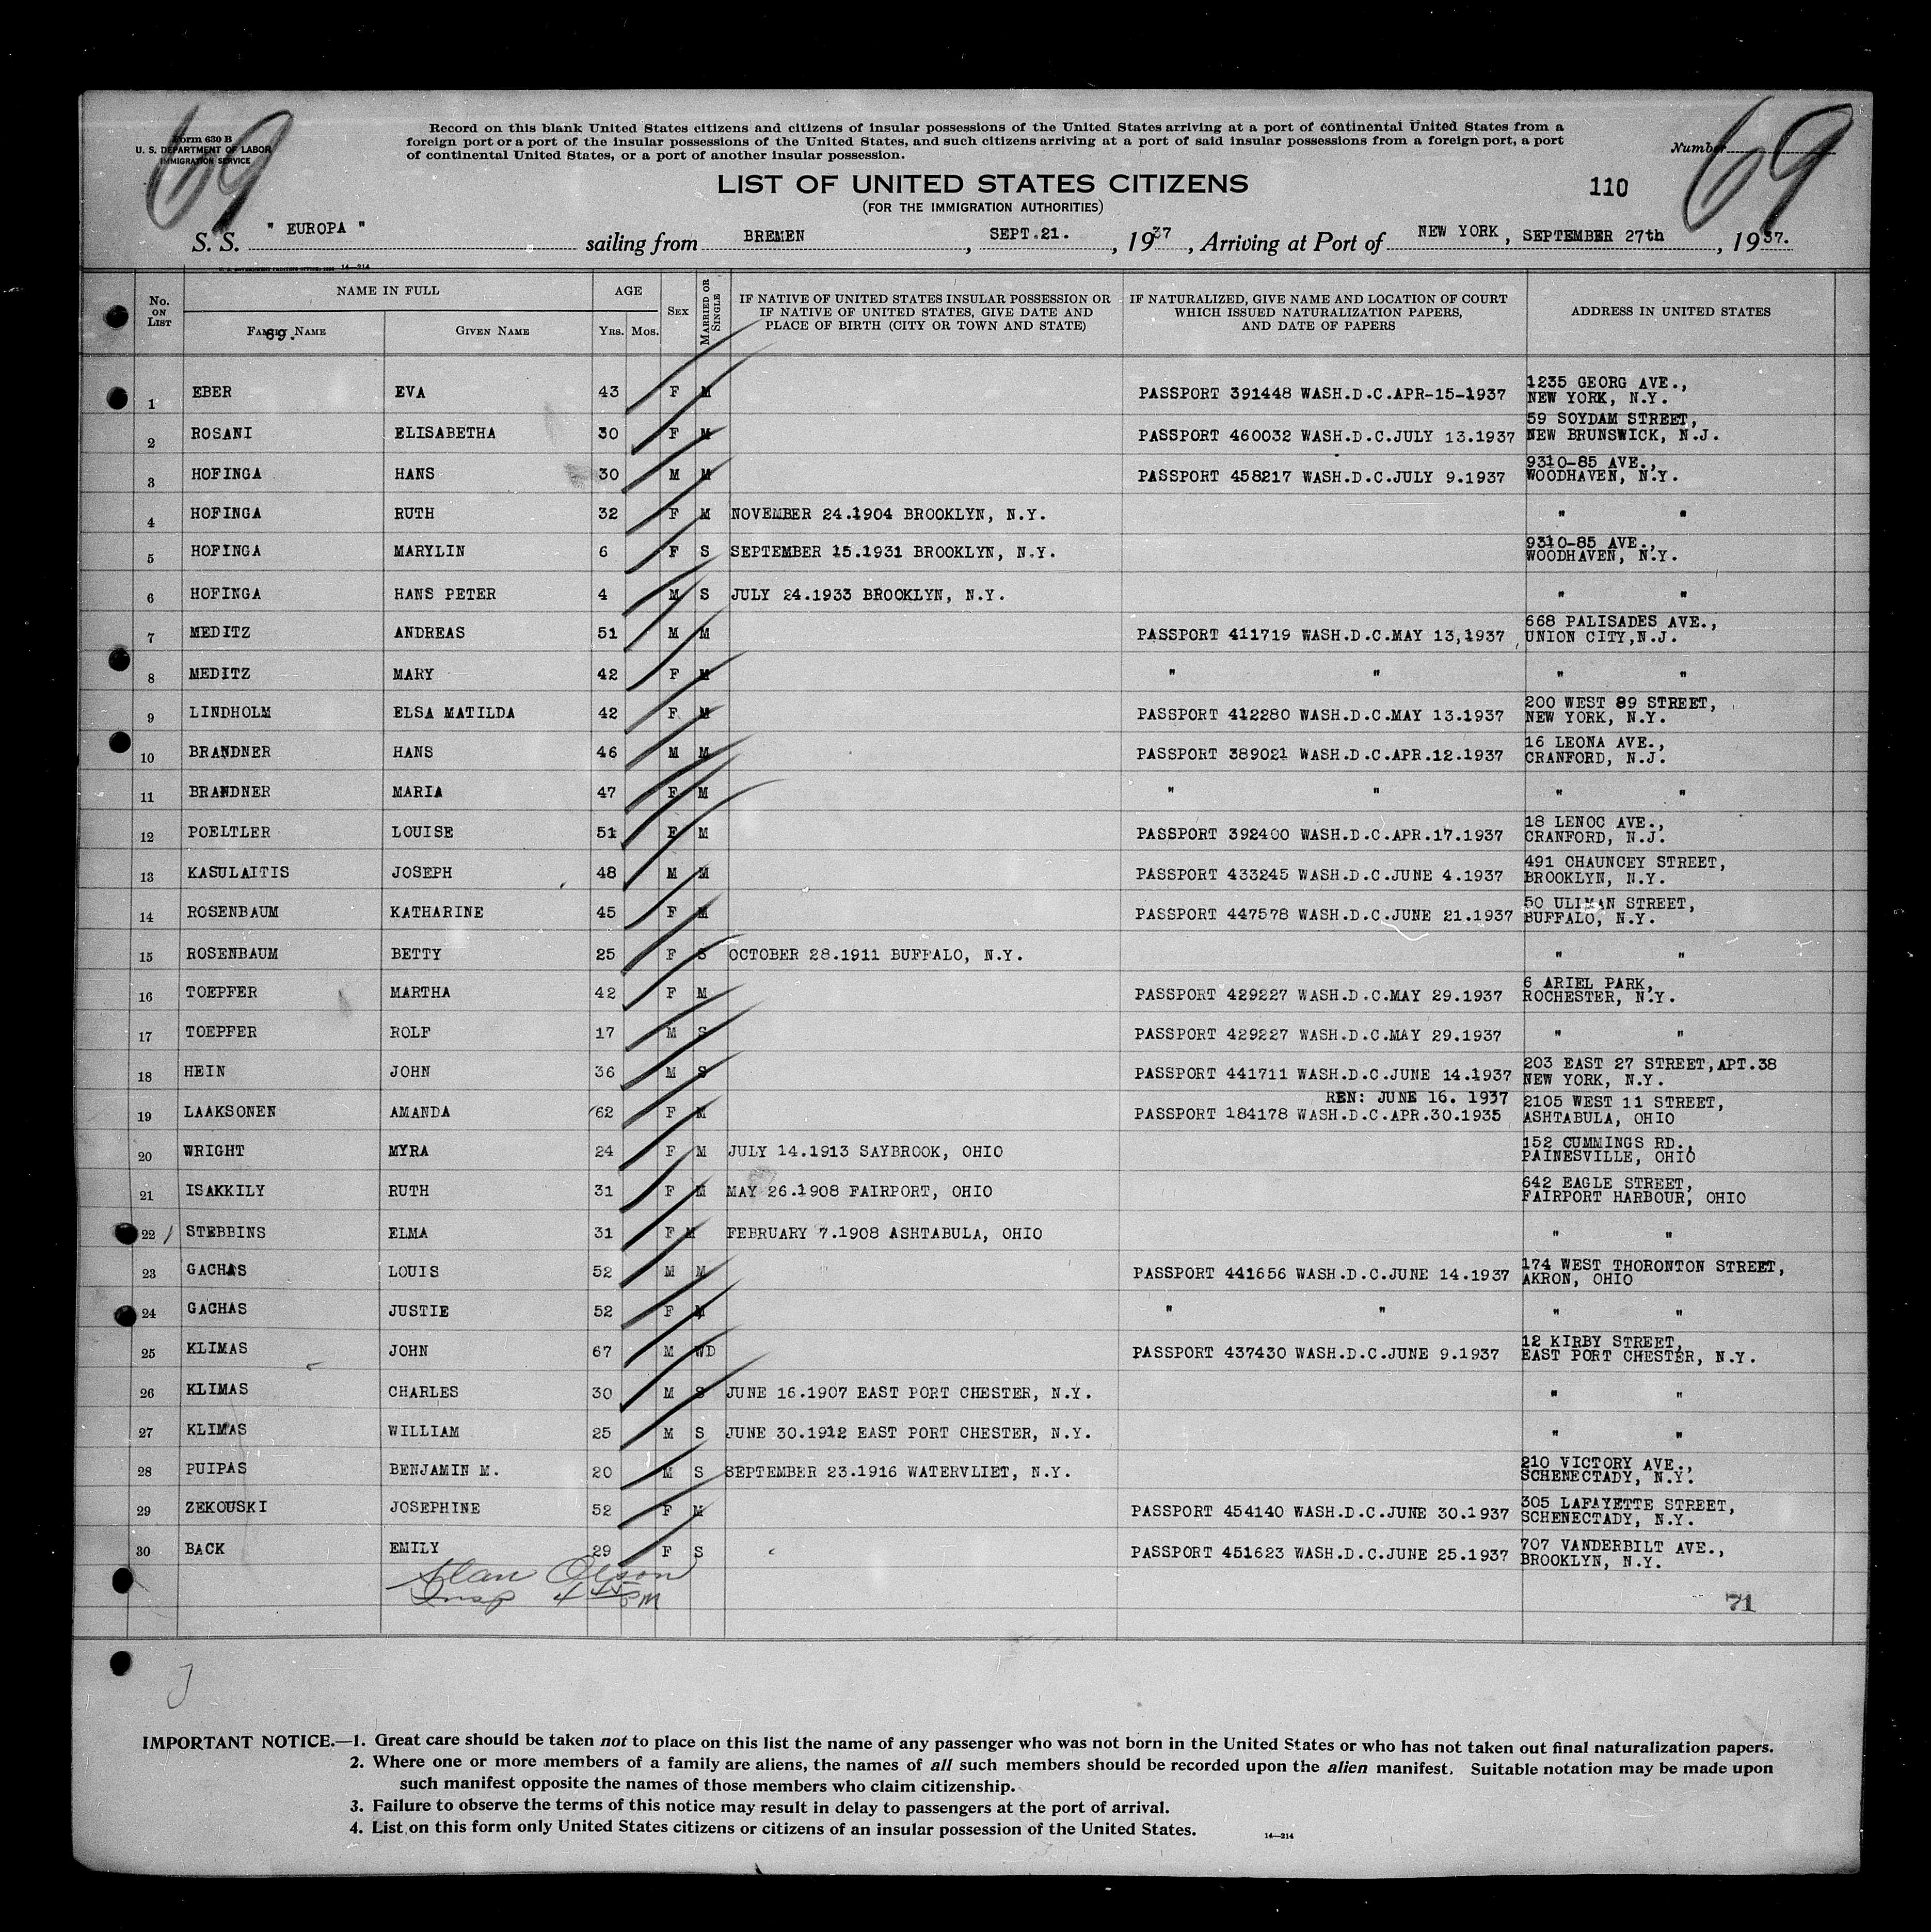 69
69
Form 630 B
U. S. DEPARTMENT OF LABOR
IMMIGRATION SERVICE
Record on this blank United States citizens and citizens of insular possessions of the United States arriving at a port of continental United States from a
foreign port or a port of the insular possessions of the United States, and such citizens arriving at a port of said insular possessions from a foreign port, a port
of continental United States, or a port of another insular possession.
Number
LIST OF UNITED STATES CITIZENS
110
(FOR THE IMMIGRATION AUTHORITIES)
S. S. " EUROPA " sailing from BREMEN, SEPT.21., 1937, Arriving at Port of NEW YORK, SEPTEMBER 27th, 1937.
14—214
No. ON LIST
NAME IN FULL
FAMILY NAME
69.
GIVEN NAME
AGE
YRS. MOS.
SEX
MARRIED OR SINGLE
IF NATIVE OF UNITED STATES INSULAR POSSESSION OR
IF NATIVE OF UNITED STATES, GIVE DATE AND
PLACE OF BIRTH (CITY OR TOWN AND STATE)
IF NATURALIZED, GIVE NAME AND LOCATION OF COURT
WHICH ISSUED NATURALIZATION PAPERS,
AND DATE OF PAPERS
ADDRESS IN UNITED STATES
1 EBER EVA 43 F M PASSPORT 391448 WASH.D.C.APR-15-1937 1235 GEORG AVE.,
NEW YORK, N.Y.
2 ROSANI ELISABETHA 30 F M PASSPORT 460032 WASH.D.C.JULY 13.1937 59 SOYDAM STREET,
NEW BRUNSWICK, N.J.
3 HOFINGA HANS 30 M M PASSPORT 458217 WASH.D.C.JULY 9.1937 9310-85 AVE.,
WOODHAVEN, N.Y.
4 HOFINGA RUTH 32 F M NOVEMBER 24.1904 BROOKLYN, N.Y. " "
5 HOFINGA MARYLIN 6 F S SEPTEMBER 15.1931 BROOKLYN, N.Y. 9310-85 AVE.,
WOODHAVEN, N.Y.
6 HOFINGA HANS PETER 4 M S JULY 24.1933 BROOKLYN, N.Y. " "
7 MEDITZ ANDREAS 51 M M PASSPORT 411719 WASH.D.C.MAY 13,1937 668 PALISADES AVE.,
UNION CITY,N.J.
8 MEDITZ MARY 42 F M " " " "
9 LINDHOLM ELSA MATILDA 42 F M PASSPORT 412280 WASH.D.C.MAY 13.1937 200 WEST 89 STREET,
NEW YORK, N.Y.
10 BRANDNER HANS 46 M M PASSPORT 389021 WASH.D.C.APR.12.1937 16 LEONA AVE.,
CRANFORD, N.J.
11 BRANDNER MARIA 47 F M " " " "
12 POELTLER LOUISE 51 F M PASSPORT 392400 WASH.D.C.APR.17.1937 18 LENOC AVE.,
CRANFORD, N.J.
13 KASULAITIS JOSEPH 48 M M PASSPORT 433245 WASH.D.C.JUNE 4.1937 491 CHAUNCEY STREET,
BROOKLYN, N.Y.
14 ROSENBAUM KATHARINE 45 F M PASSPORT 447578 WASH.D.C.JUNE 21.1937 50 ULIMAN STREET,
BUFFALO, N.Y.
15 ROSENBAUM BETTY 25 F S OCTOBER 28.1911 BUFFALO, N.Y. " "
16 TOEPFER MARTHA 42 F M PASSPORT 429227 WASH.D.C.MAY 29.1937 6 ARIEL PARK,
ROCHESTER, N.Y.
17 TOEPFER ROLF 17 M S PASSPORT 429227 WASH.D.C.MAY 29.1937 " "
18 HEIN JOHN 36 M S PASSPORT 441711 WASH.D.C.JUNE 14.1937 203 EAST 27 STREET,APT.38
NEW YORK, N.Y.
REN: JUNE 16. 1937
19 LAAKSONEN AMANDA 62 F M PASSPORT 184178 WASH.D.C.APR.30.1935 2105 WEST 11 STREET,
ASHTABULA, OHIO
20 WRIGHT MYRA 24 F M JULY 14.1913 SAYBROOK, OHIO 152 CUMMINGS RD.,
PAINESVILLE, OHIO
21 ISAKKILY RUTH 31 F M MAY 26.1908 FAIRPORT, OHIO 642 EAGLE STREET,
FAIRPORT HARBOUR, OHIO
22 STEBBINS ELMA 31 F M FEBRUARY 7.1908 ASHTABULA, OHIO " "
23 GACHAS LOUIS 52 M M PASSPORT 441656 WASH.D.C.JUNE 14.1937 174 WEST THORONTON STREET,
AKRON, OHIO
24 GACHAS JUSTIE 52 F M " " " "
25 KLIMAS JOHN 67 M WD PASSPORT 437430 WASH.D.C.JUNE 9.1937 12 KIRBY STREET,
EAST PORT CHESTER, N.Y.
26 KLIMAS CHARLES 30 M S JUNE 16.1907 EAST PORT CHESTER, N.Y. " "
27 KLIMAS WILLIAM 25 M S JUNE 30.1912 EAST PORT CHESTER, N.Y. " "
28 PUIPAS BENJAMIN M. 20 M S SEPTEMBER 23.1916 WATERVLIET, N.Y. 210 VICTORY AVE.,
SCHENECTADY, N.Y.
29 ZEKOUSKI JOSEPHINE 52 F M PASSPORT 454140 WASH.D.C.JUNE 30.1937 305 LAFAYETTE STREET,
SCHENECTADY, N.Y.
30 BACK EMILY 29 F S PASSPORT 451623 WASH.D.C.JUNE 25.1937 707 VANDERBILT AVE.,
BROOKLYN, N.Y.
Alan Olson
Insp 4 45 PM
71
IMPORTANT NOTICE.—1. Great care should be taken not to place on this list the name of any passenger who was not born in the United States or who has not taken out final naturalization papers.
2. Where one or more members of a family are aliens, the names of all such members should be recorded upon the alien manifest. Suitable notation may be made upon
such manifest opposite the names of those members who claim citizenship.
3. Failure to observe the terms of this notice may result in delay to passengers at the port of arrival.
4. List on this form only United States citizens or citizens of an insular possession of the United States.
14—214